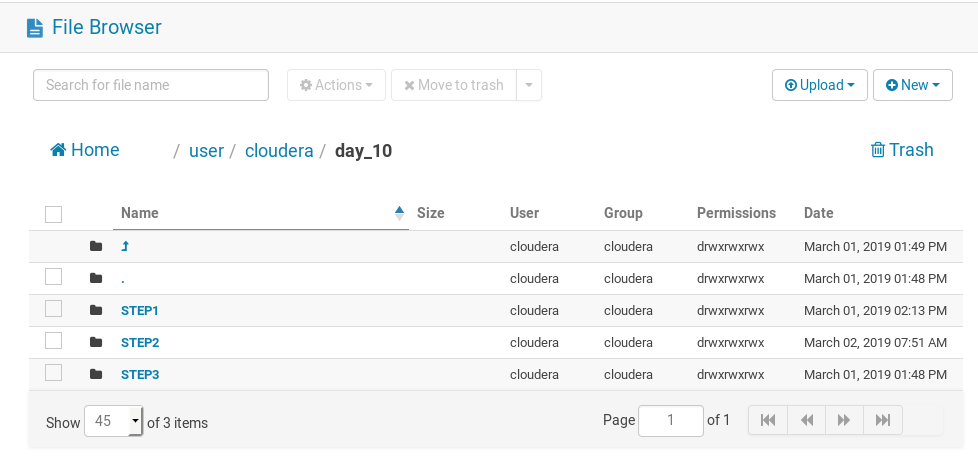 File Browser
Search for file name Actions Move to trash Upload New
Home / user / cloudera / day_10 Trash
Name Size User Group Permissions Date
cloudera cloudera drwxrwxrwx March 01, 2019 01:49 PM
. cloudera cloudera drwxrwxrwx March 01, 2019 01:48 PM
STEP1 cloudera cloudera drwxrwxrwx March 01, 2019 02:13 PM
STEP2 cloudera cloudera drwxrwxrwx March 02, 2019 07:51 AM
STEP3 cloudera cloudera drwxrwxrwx March 01, 2019 01:48 PM
Show 45 of 3 items Page 1 of 1